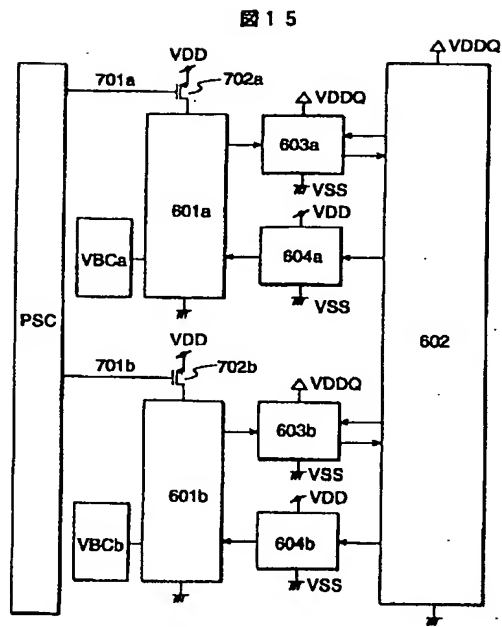 図15
VDD
VDDQ
701a
702a
VDDQ
603a
VSS
601a
VDD
VBCa
604a
VSS
PSC
602
VDD
701b
702b
VDDQ
603b
VSS
601b
VDD
VBCb
604b
VSS